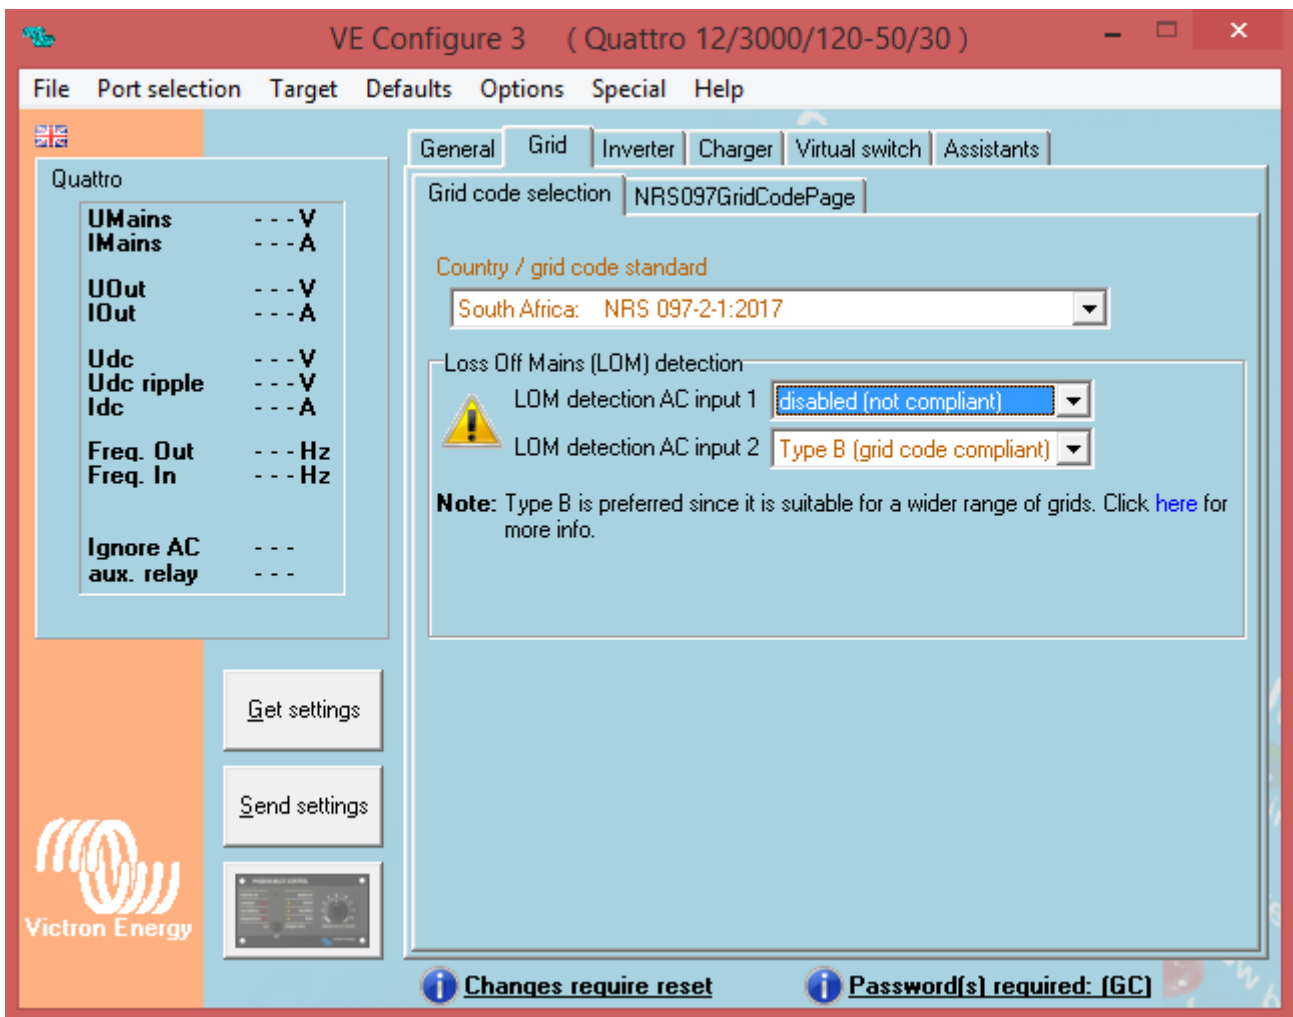 VE Configure 3 ( Quattro 12/3000/120-50/30 )
File Port selection Target Defaults Options Special Help
General Grid Inverter Charger Virtual switch Assistants
Grid code selection NRS097GridCodePage
Quattro
UMains - - - V
IMains - - - A
UOut - - - V
IOut - - - A
Udc - - - V
Udc ripple - - - V
Idc - - - A
Freq. Out - - - Hz
Freq. In - - - Hz
Ignore AC - - -
aux. relay - - -
Country / grid code standard
South Africa: NRS 097-2-1:2017
Loss Off Mains (LOM) detection
LOM detection AC input 1 disabled (not compliant)
LOM detection AC input 2 Type B (grid code compliant)
Note: Type B is preferred since it is suitable for a wider range of grids. Click here for
more info.
Get settings
Send settings
Victron Energy
Changes require reset Password(s) required: (GC)